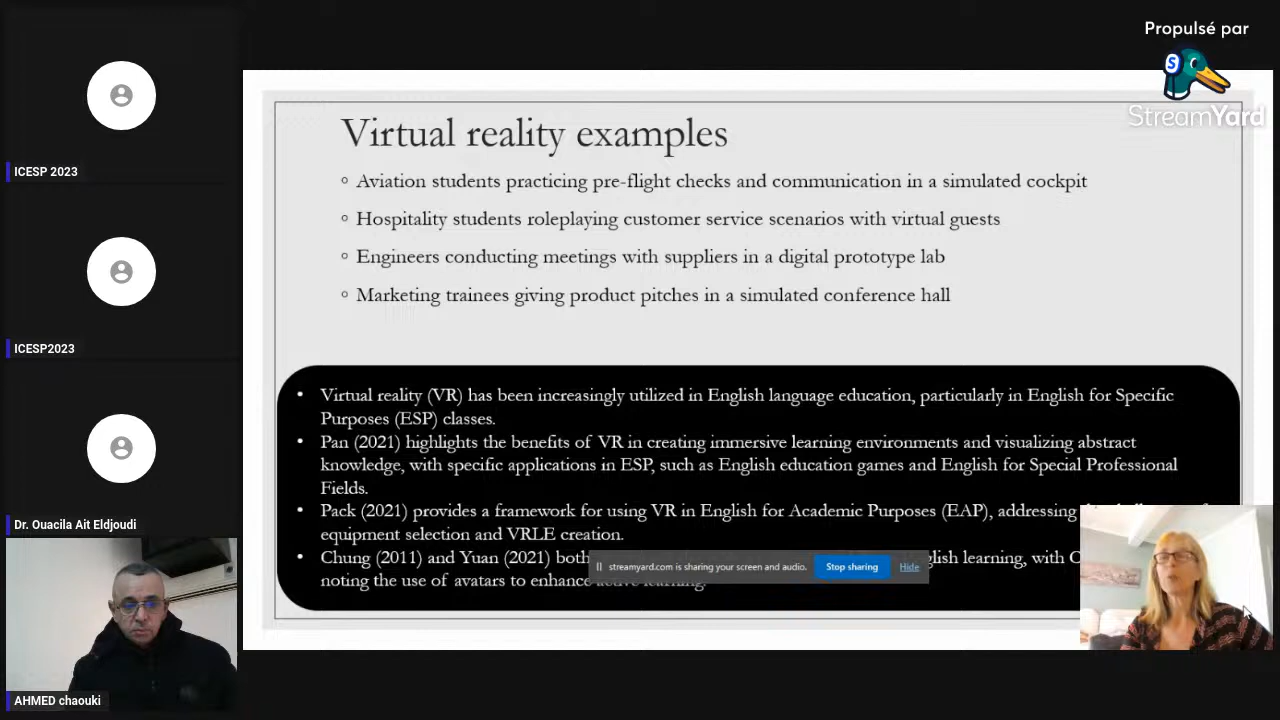 Propulsé par
StreamYard
ICESP 2023
ICESP2023
Dr. Ouacila Ait Eldjoudi
AHMED chaouki
Virtual reality examples
Aviation students practicing pre-flight checks and communication in a simulated cockpit
Hospitality students roleplaying customer service scenarios with virtual guests
Engineers conducting meetings with suppliers in a digital prototype lab
Marketing trainees giving product pitches in a simulated conference hall
• Virtual reality (VR) has been increasingly utilized in English language education, particularly in English for Specific
Purposes (ESP) classes.
• Pan (2021) highlights the benefits of VR in creating immersive learning environments and visualizing abstract
knowledge, with specific applications in ESP, such as English education games and English for Special Professional
Fields.
• Pack (2021) provides a framework for using VR in English for Academic Purposes (EAP), addressing
equipment selection and VRLE creation.
• Chung (2011) and Yuan (2021) both English learning, with
noting the use of avatars to enhance active learning.
streamyard.com is sharing your screen and audio.
Stop sharing
Hide